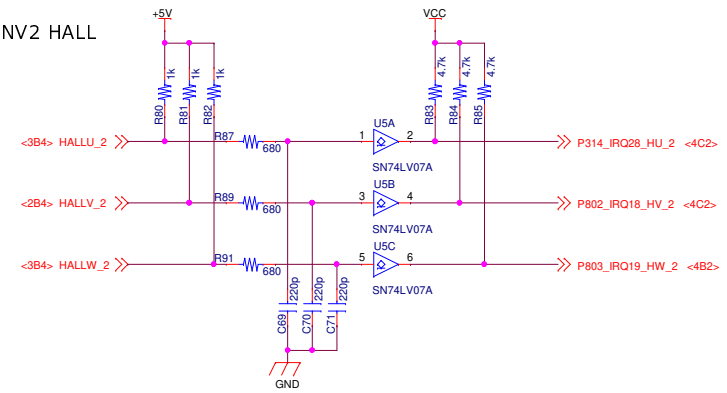 +5V
VCC
NV2 HALL
1k
1k
1k
4.7k
4.7k
4.7k
R80
R81
R82
R83
R84
R85
<3B4> HALLU_2
R87
680
1
U5A
2
SN74LV07A
P314_IRQ28_HU_2 <4C2>
<2B4> HALLV_2
R89
680
3
U5B
4
SN74LV07A
P802_IRQ18_HV_2 <4C2>
<3B4> HALLW_2
R91
680
5
U5C
6
SN74LV07A
P803_IRQ19_HW_2 <4B2>
220p
220p
220p
C69
C70
C71
GND